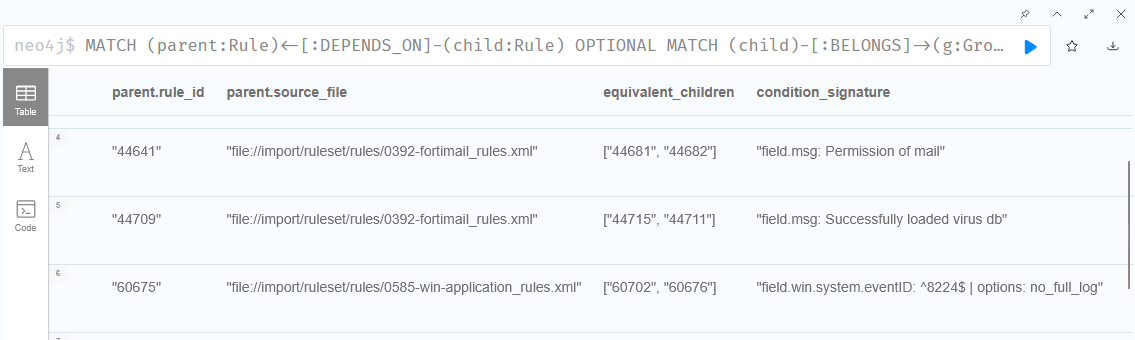 neo4j$ MATCH (parent:Rule)<-[:DEPENDS_ON]-(child:Rule) OPTIONAL MATCH (child)-[:BELONGS]->(g:Gro…
Table
Text
Code
parent.rule_id parent.source_file equivalent_children condition_signature
4
"44641" "file://import/ruleset/rules/0392-fortimail_rules.xml" ["44681", "44682"] "field.msg: Permission of mail"
5
"44709" "file://import/ruleset/rules/0392-fortimail_rules.xml" ["44715", "44711"] "field.msg: Successfully loaded virus db"
6
"60675" "file://import/ruleset/rules/0585-win-application_rules.xml" ["60702", "60676"] "field.win.system.eventID: ^8224$ | options: no_full_log"